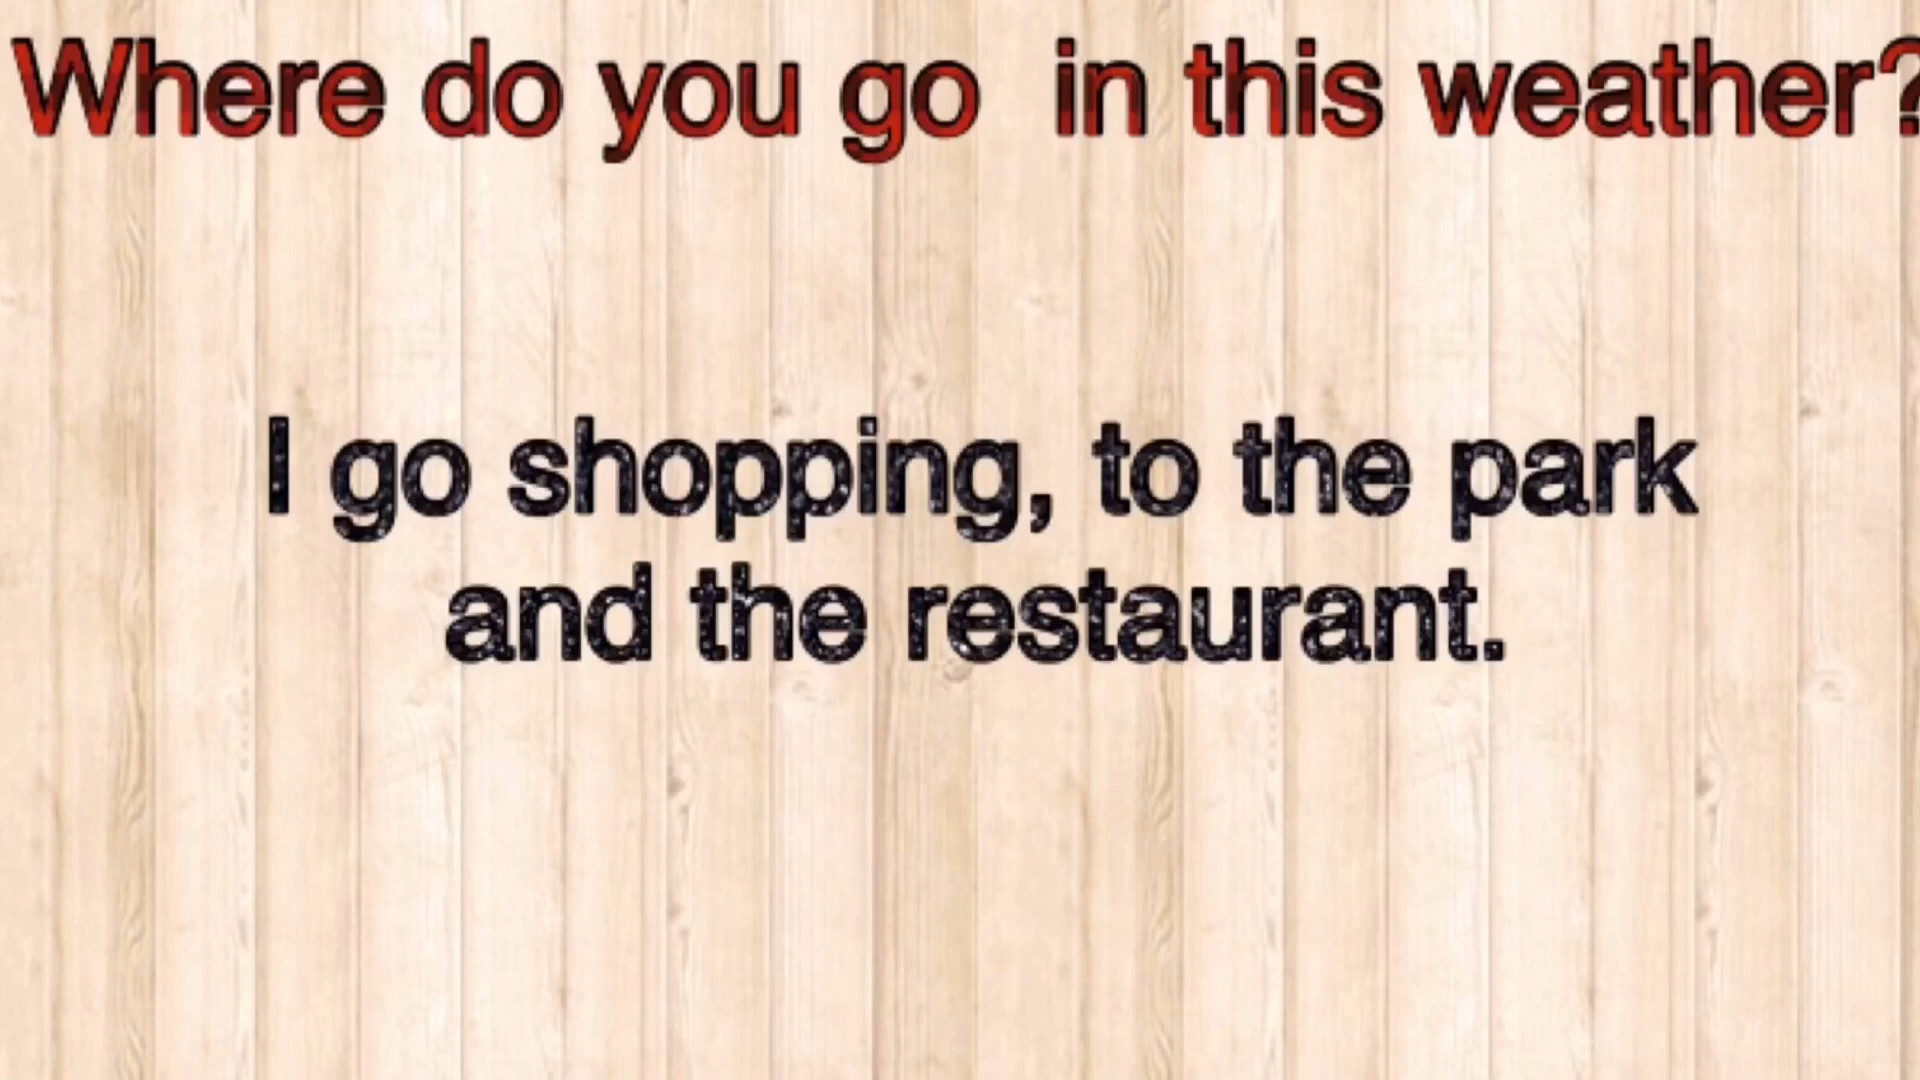 Where do you go  in this weather?
I go shopping, to the park
and the restaurant.